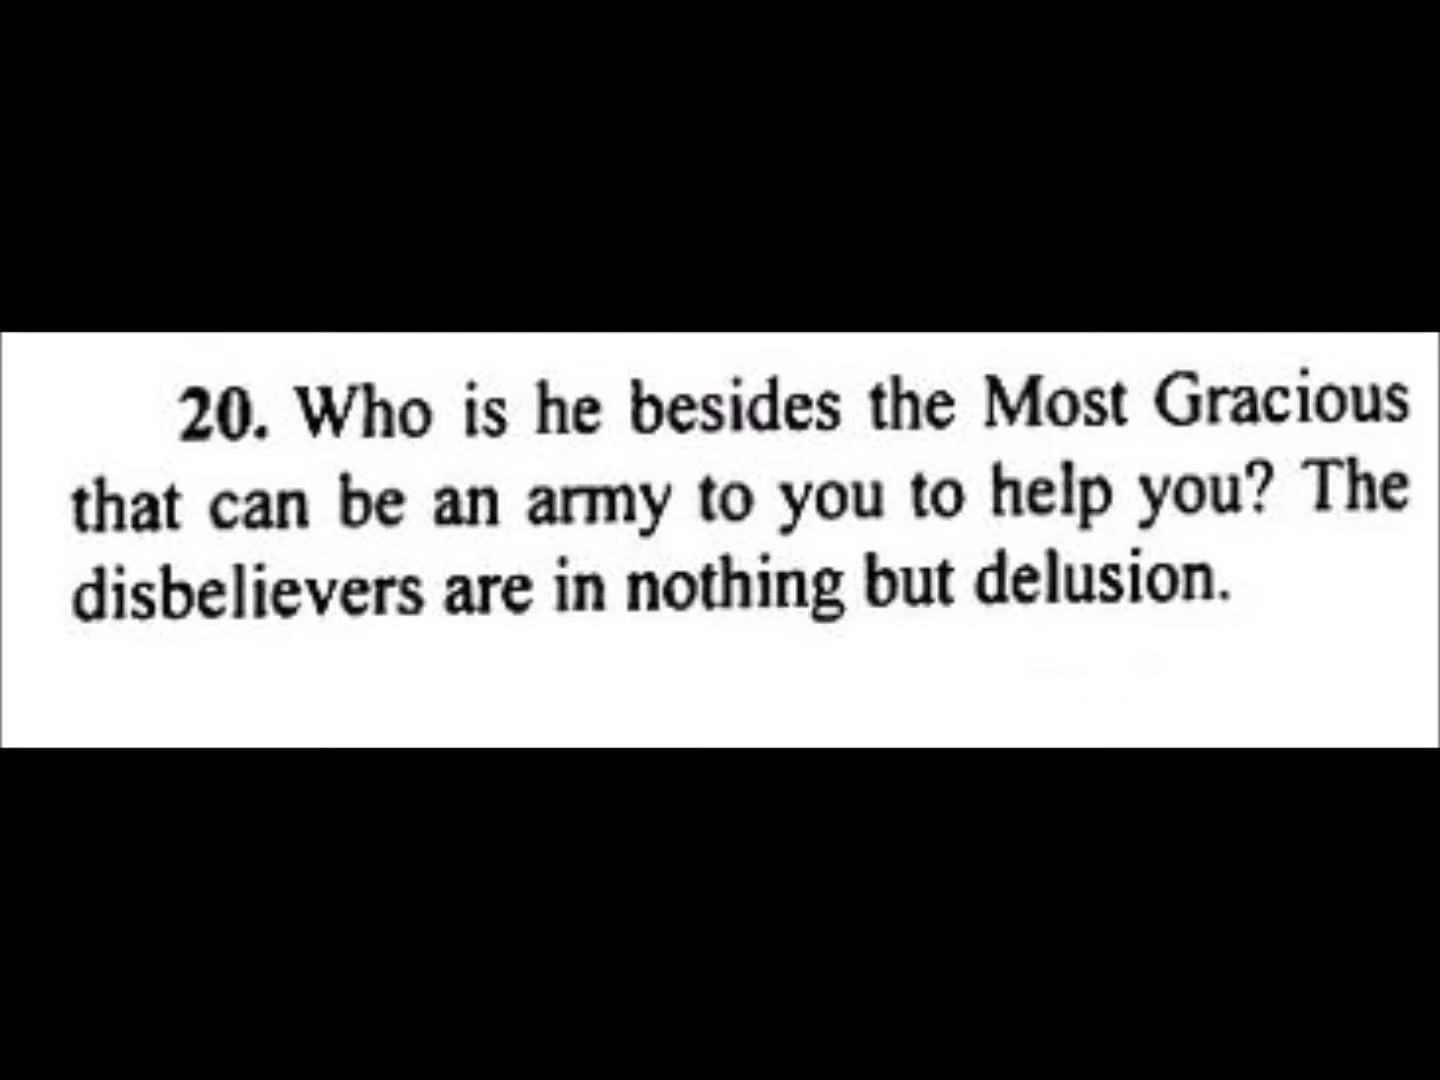 20. Who is he besides the Most Gracious
that can be an army to you to help you? The
disbelievers are in nothing but delusion.